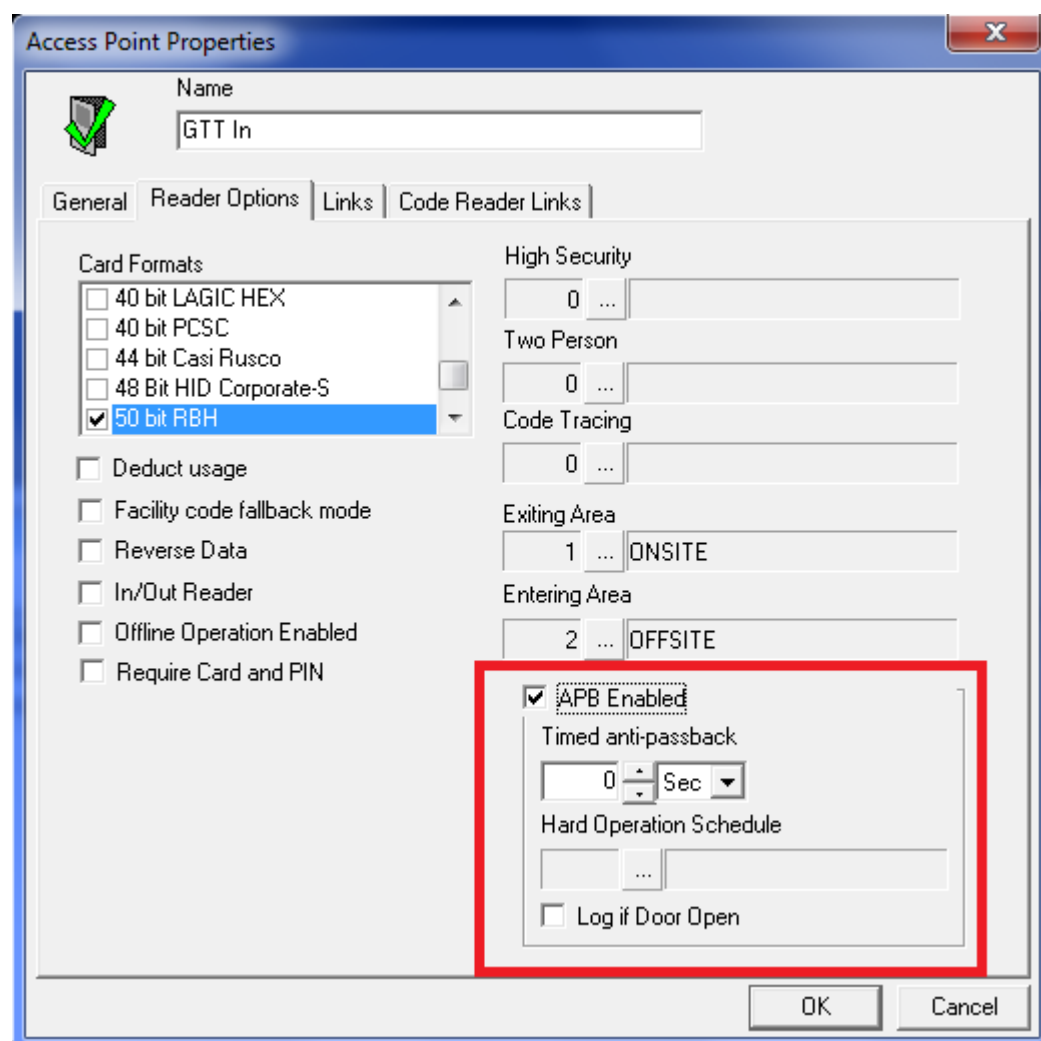 Access Point Properties
Name
GTT In
General Reader Options Links Code Reader Links
Card Formats
40 bit LAGIC HEX
40 bit PCSC
44 bit Casi Rusco
48 Bit HID Corporate-S
50 bit RBH
Deduct usage
Facility code fallback mode
Reverse Data
In/Out Reader
Offline Operation Enabled
Require Card and PIN
High Security
0 ...
Two Person
0 ...
Code Tracing
0 ...
Exiting Area
1 ... ONSITE
Entering Area
2 ... OFFSITE
APB Enabled
Timed anti-passback
0 Sec
Hard Operation Schedule
...
Log if Door Open
OK Cancel